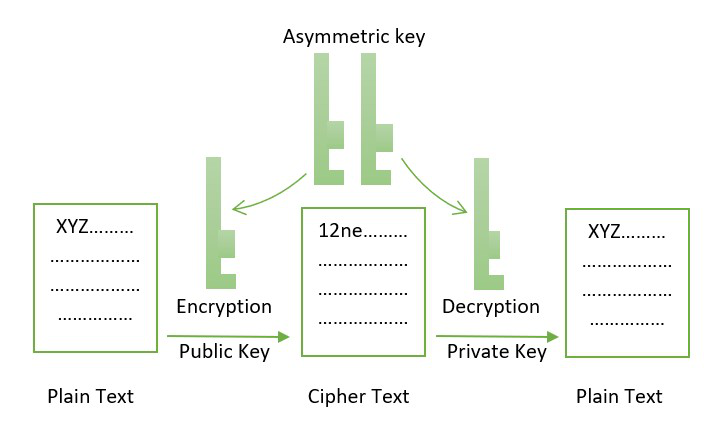 Asymmetric key
XYZ.........
..................
..................
...............
12ne.........
..................
..................
..................
XYZ.........
..................
..................
...............
Encryption
Public Key
Decryption
Private Key
Plain Text
Cipher Text
Plain Text